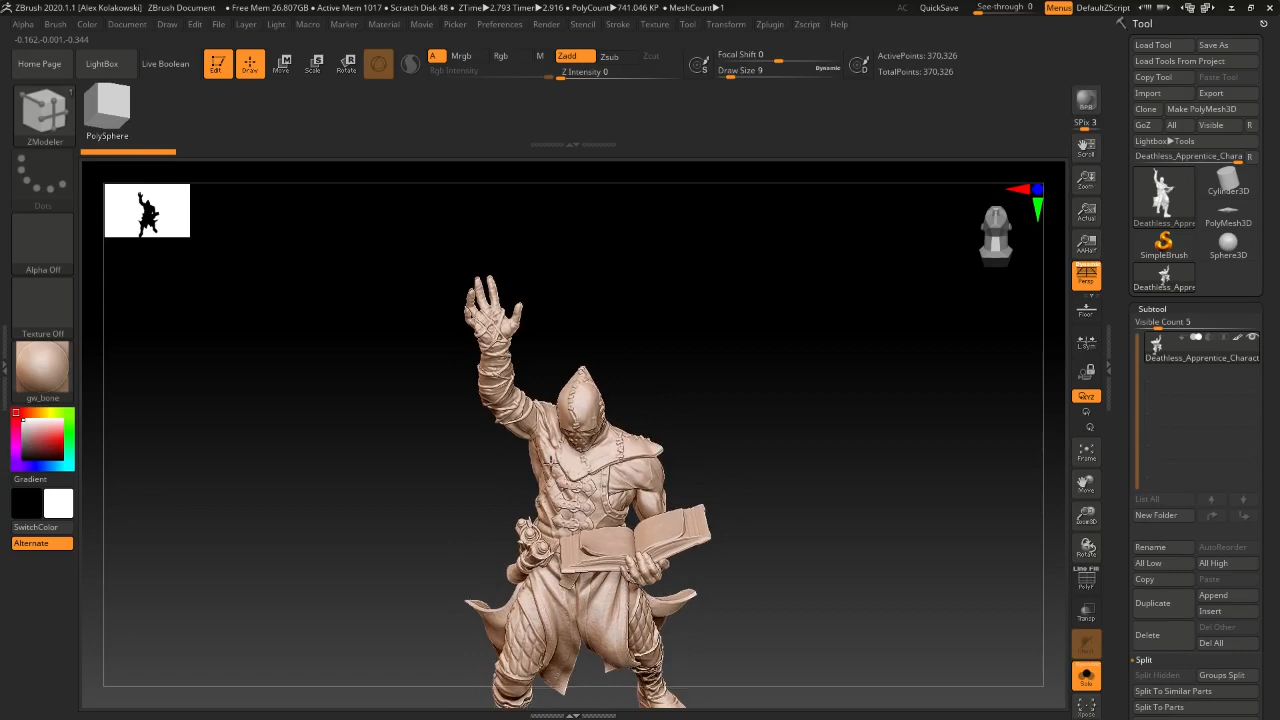 ZBrush 2020.1.1 [Alex Kolakowski] ZBrush Document • Free Mem 26.807GB • Active Mem 1017 • Scratch Disk 48 • ZTime▶2.793 Timer▶2.916 • PolyCount▶741.046 KP • MeshCount▶1 AC QuickSave See-through 0 Menus DefaultZScript
Alpha Brush Color Document Draw Edit File Layer Light Macro Marker Material Movie Picker Preferences Render Stencil Stroke Texture Tool Transform Zplugin Zscript Help
-0.162,-0.001,-0.344
Home Page LightBox Live Boolean Edit Draw Move Scale Rotate
A Mrgb Rgb M Zadd Zsub Zcut
Rgb Intensity Z Intensity 0
Focal Shift 0
Draw Size 9 Dynamic
S D
ActivePoints: 370,326
TotalPoints: 370,326
1
ZModeler
PolySphere
Dots
Alpha Off
Texture Off
gw_bone
Gradient
SwitchColor
Alternate
BPR
SPix 3
Scroll
Zoom
Actual
AAHalf
Dynamic
Persp
Floor
L.Sym
XYZ
Frame
Move
Zoom3D
Rotate
Line Fill
PolyF
Transp
Ghost
Dynamic
Solo
Xpose
Tool
Load Tool Save As
Load Tools From Project
Copy Tool Paste Tool
Import Export
Clone Make PolyMesh3D
GoZ All Visible R
Lightbox▶Tools
Deathless_Apprentice_Chara R
Deathless_Appre Cylinder3D
PolyMesh3D
SimpleBrush Sphere3D
Deathless_Appre
Subtool
Visible Count 5
Deathless_Apprentice_Charact
List All
New Folder
Rename AutoReorder
All Low All High
Copy Paste
Duplicate Append
Insert
Delete Del Other
Del All
Split
Split Hidden Groups Split
Split To Similar Parts
Split To Parts